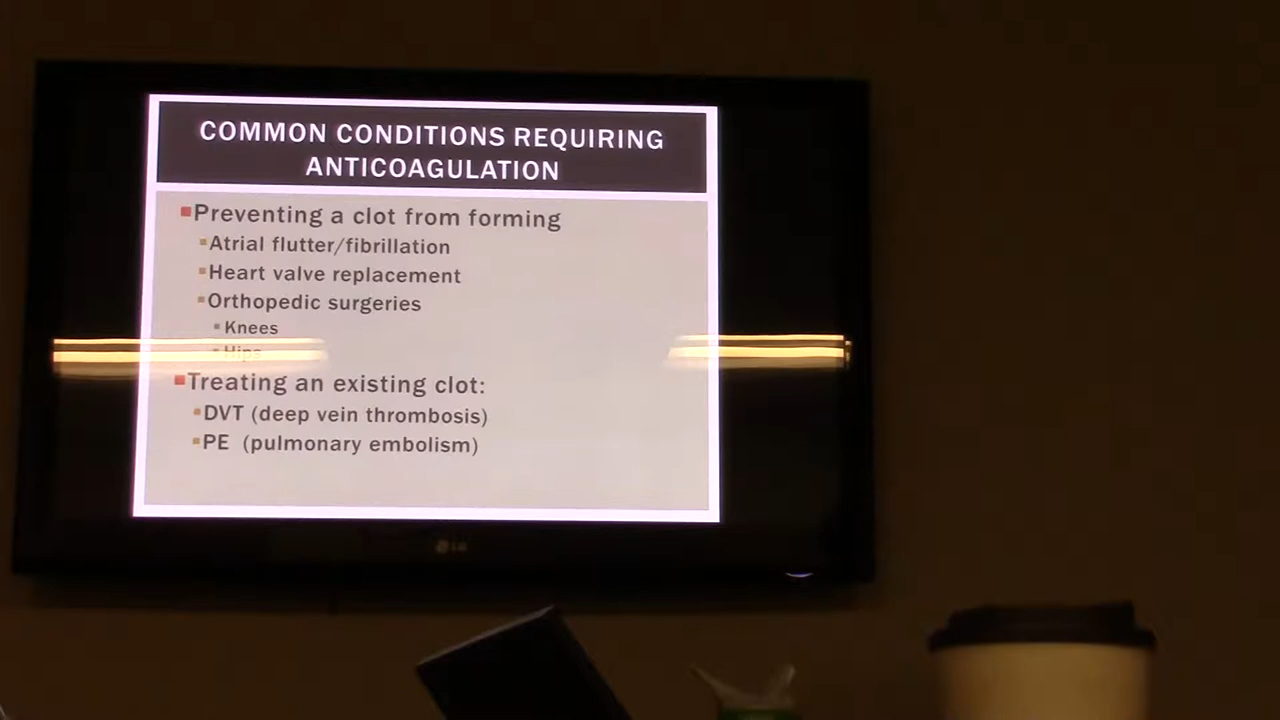 COMMON CONDITIONS REQUIRING
ANTICOAGULATION
Preventing a clot from forming
Atrial flutter/fibrillation
Heart valve replacement
Orthopedic surgeries
Knees
Hips
Treating an existing clot:
DVT (deep vein thrombosis)
PE (pulmonary embolism)
LG